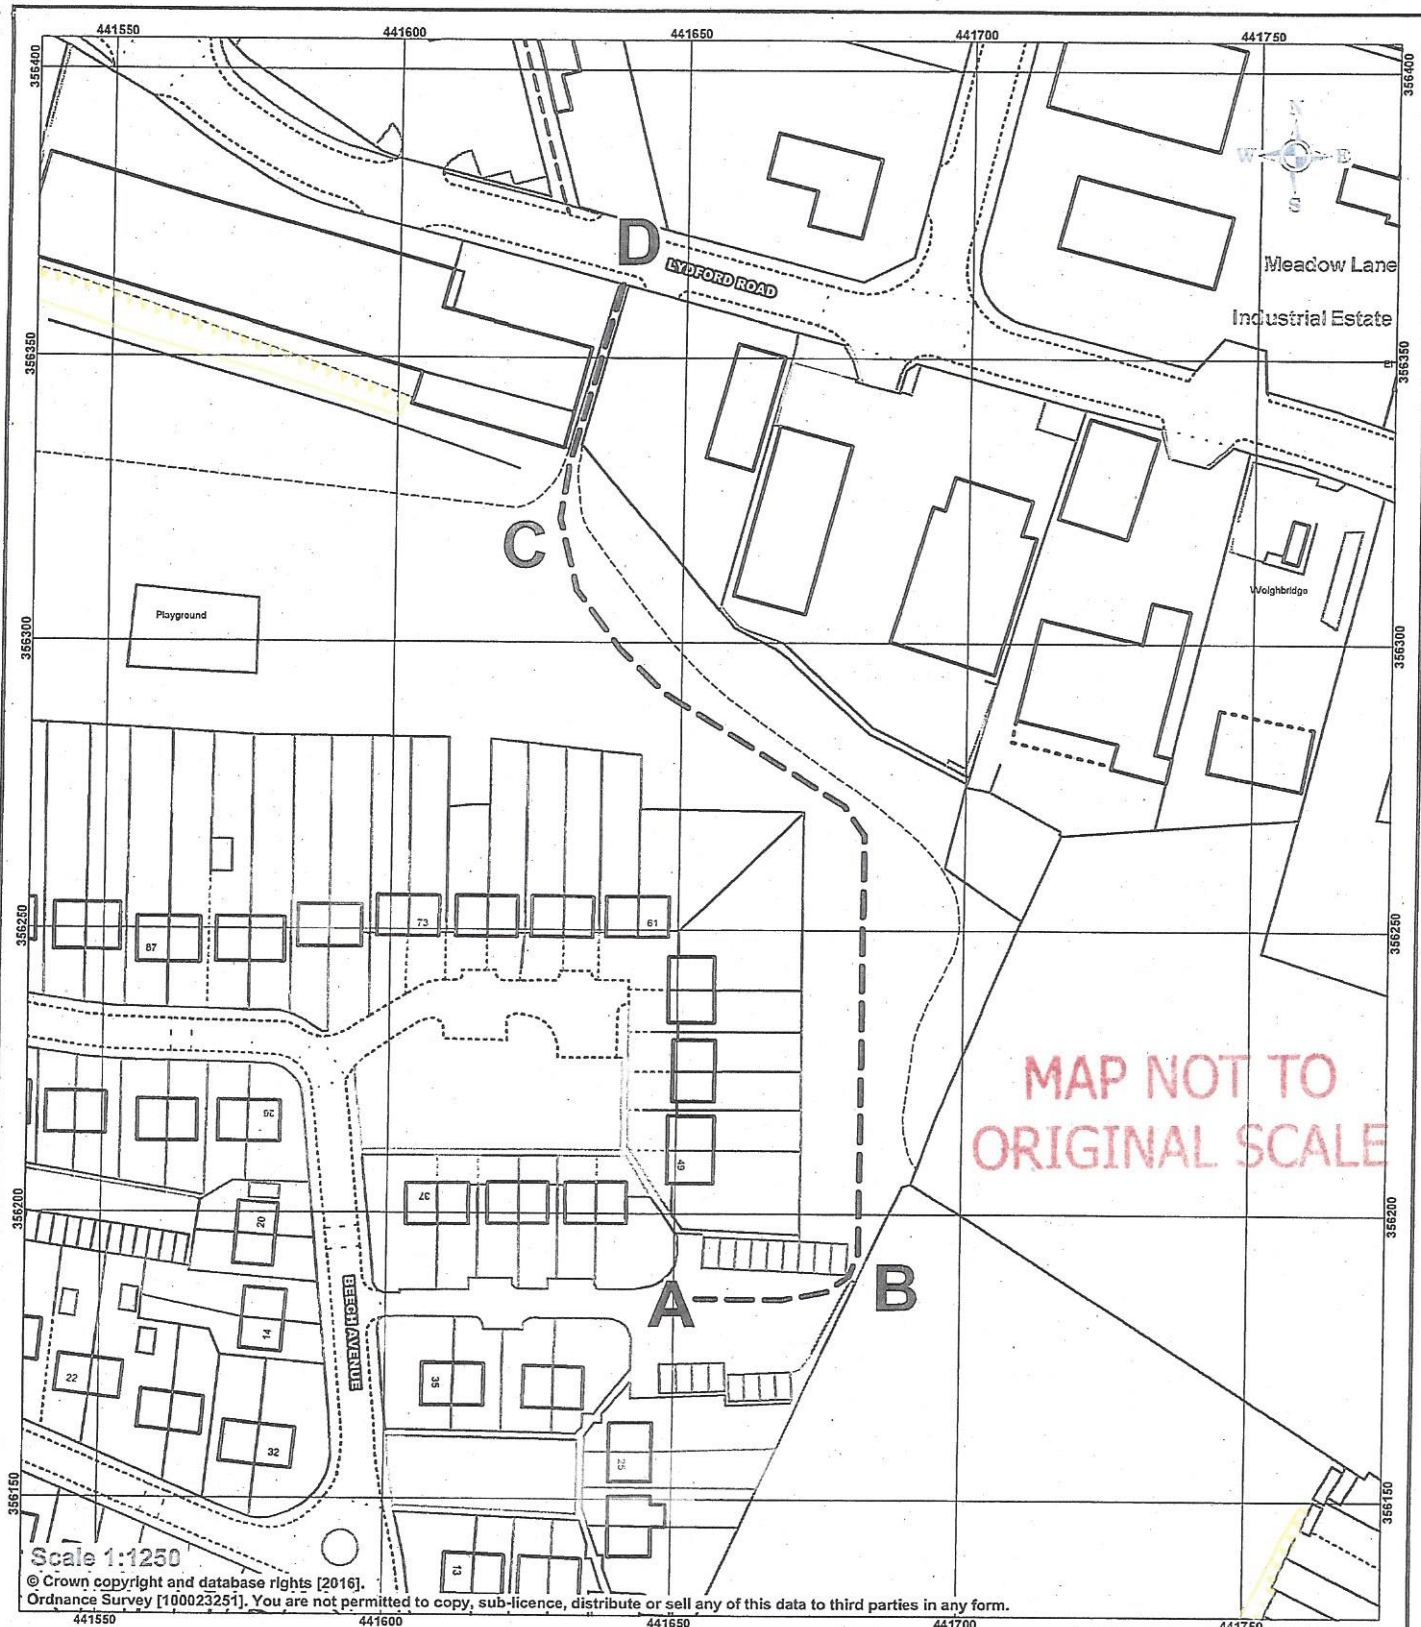 441550
441600
441650
441700
441750
356400
356400
N
W E
S
D
LYDFORD ROAD
Meadow Lane
Industrial Estate
356350
356350
C
Playground
Weighbridge
356300
356300
73
61
87
356250
356250
MAP NOT TO
ORIGINAL SCALE
26
49
37
20
356200
356200
A
B
BEECH AVENUE
14
35
22
32
25
356150
356150
13
Scale 1:1250
© Crown copyright and database rights [2016].
Ordnance Survey [100023251]. You are not permitted to copy, sub-licence, distribute or sell any of this data to third parties in any form.
441550
441600
441650
441700
441750